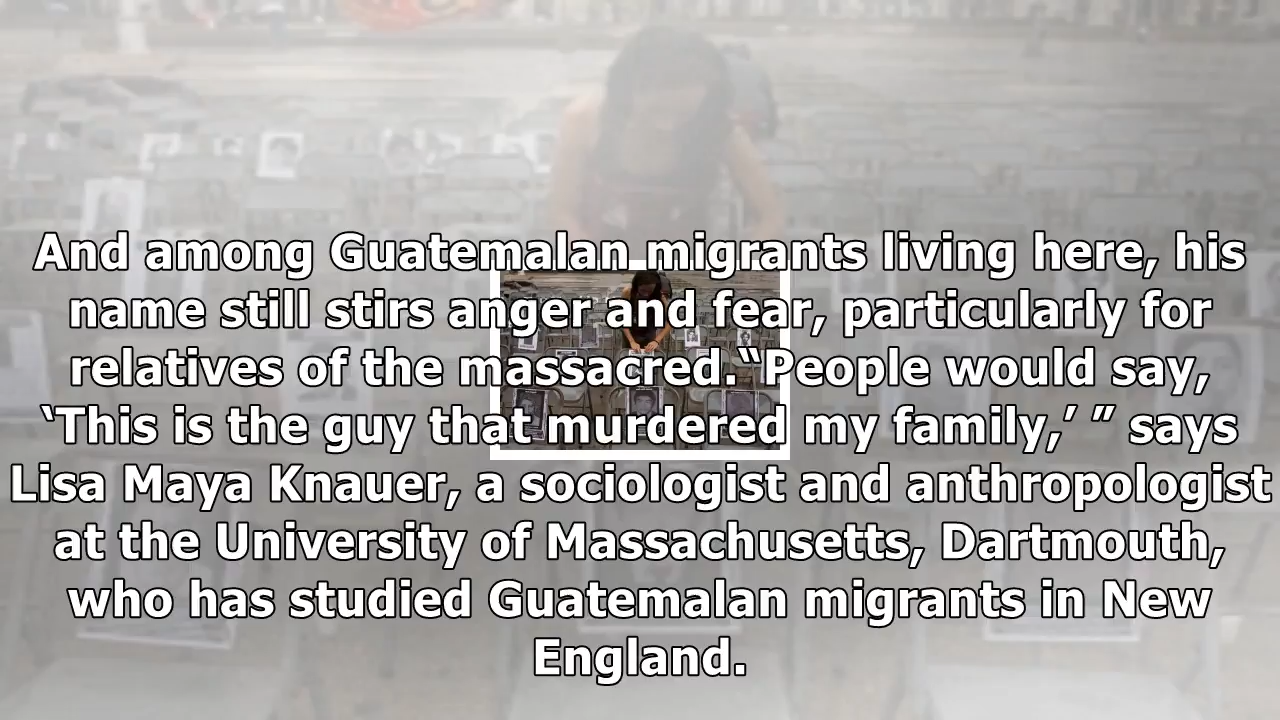 And among Guatemalan migrants living here, his
name still stirs anger and fear, particularly for
relatives of the massacred.“People would say,
‘This is the guy that murdered my family,’ ” says
Lisa Maya Knauer, a sociologist and anthropologist
at the University of Massachusetts, Dartmouth,
who has studied Guatemalan migrants in New
England.